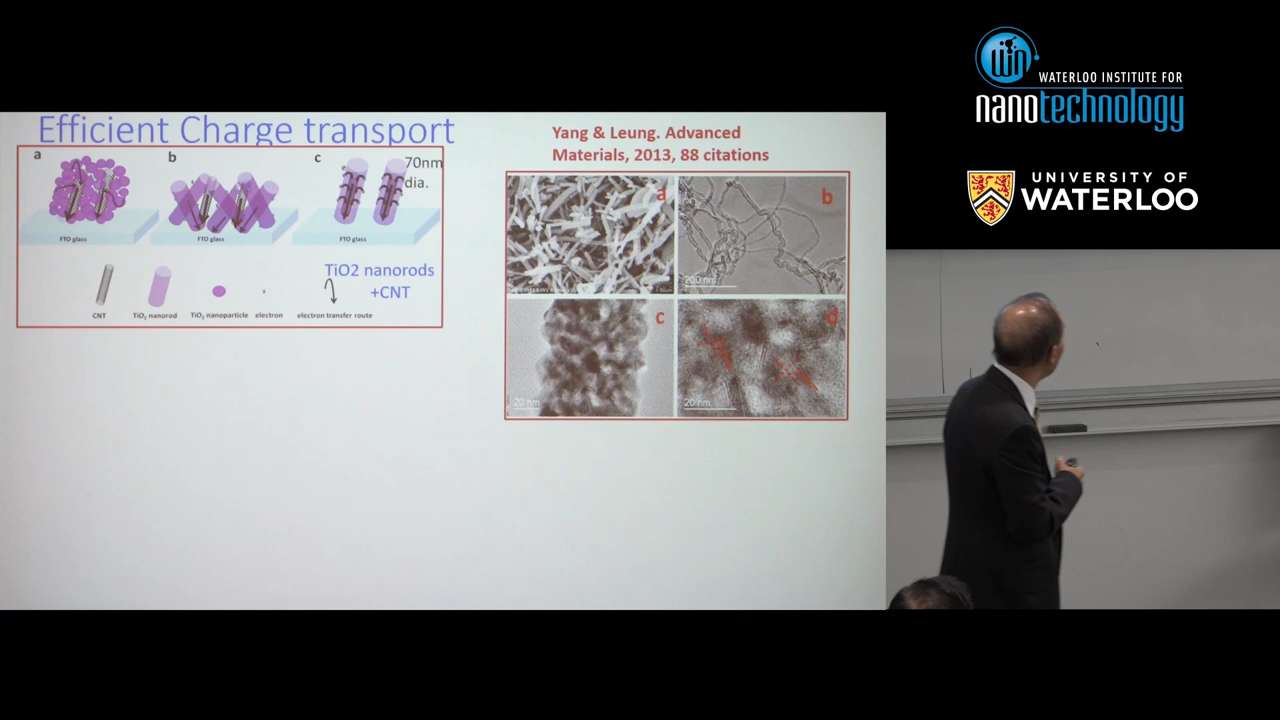 Efficient Charge transport
a
b
c
70nm
dia.
FTO glass
FTO glass
FTO glass
TiO2 nanorods
+CNT
CNT
TiO₂ nanorod
TiO₂ nanoparticle
electron
electron transfer route
Yang & Leung. Advanced
Materials, 2013, 88 citations
a
b
200 nm
c
20 nm
d
20 nm
WIN
WATERLOO INSTITUTE FOR
nanotechnology
UNIVERSITY OF
WATERLOO